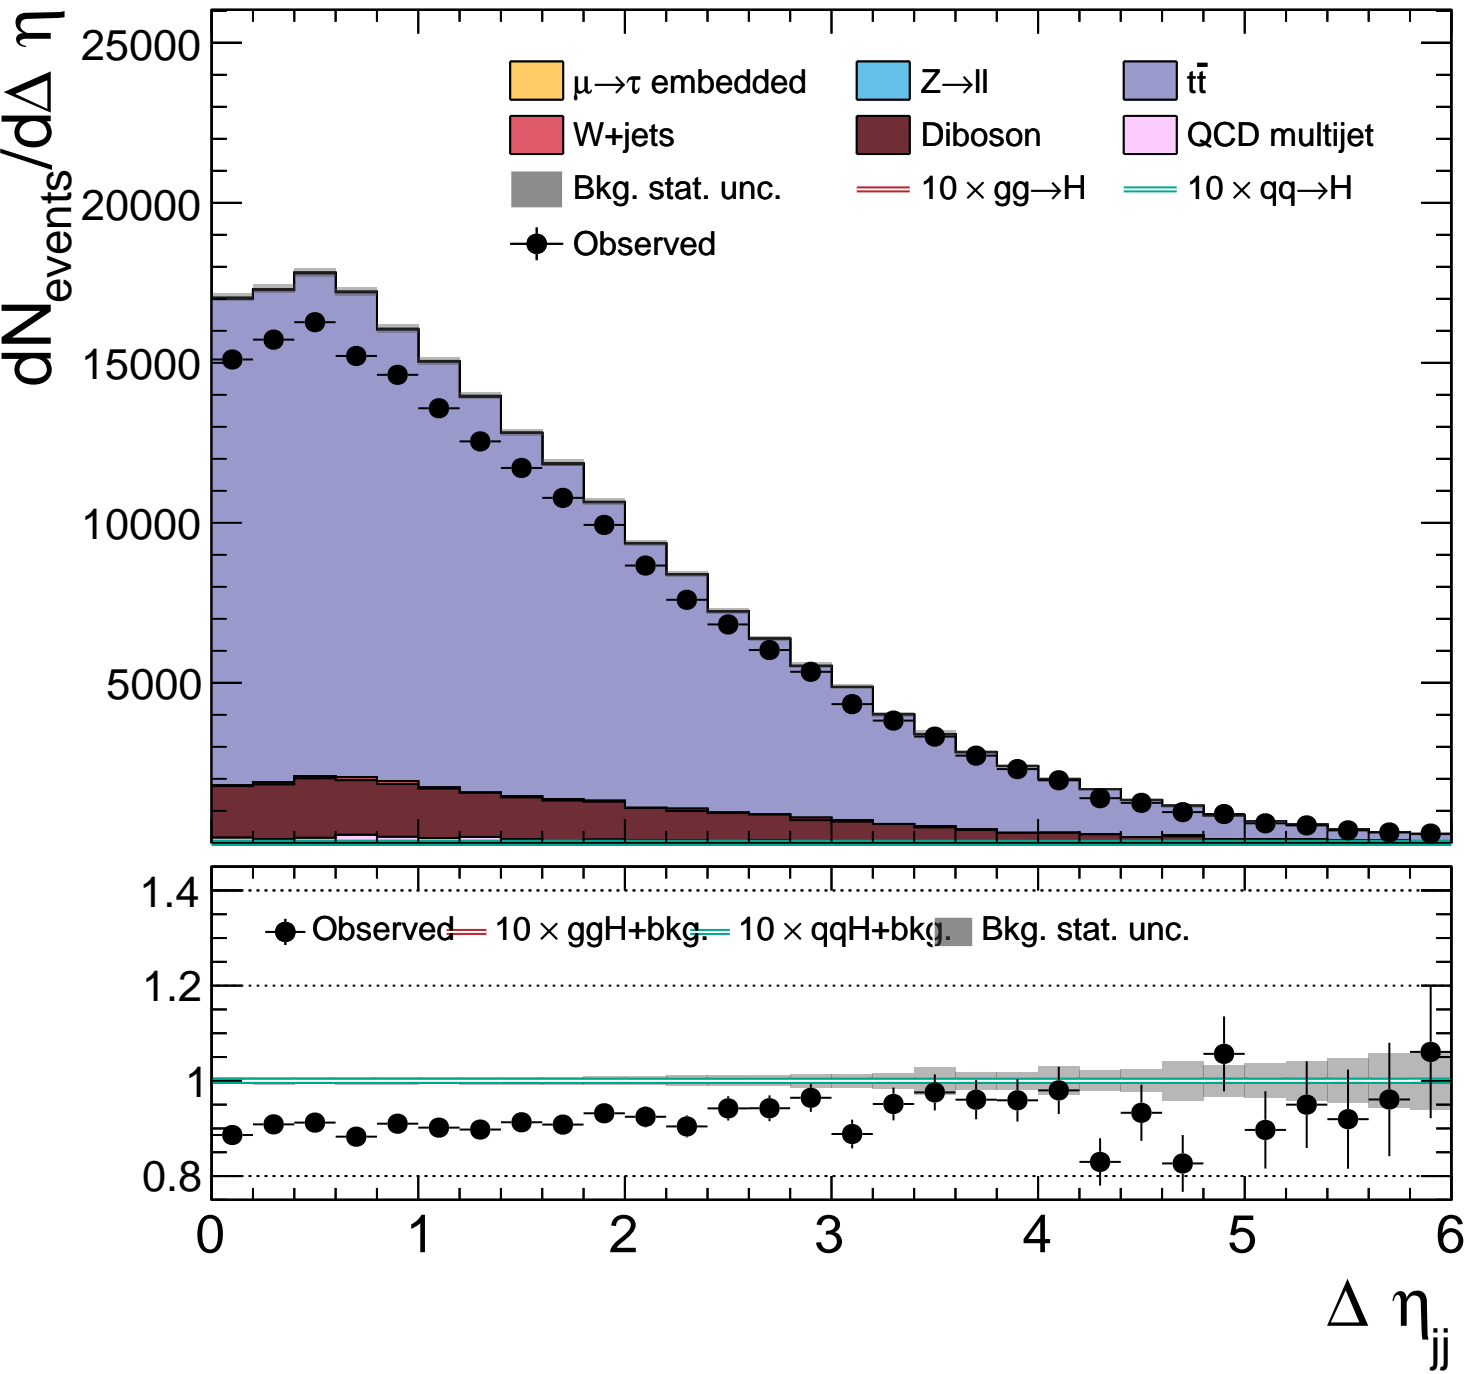 dN_events/dΔ η
25000
20000
15000
10000
5000
μ→τ embedded Z→ll tt̄
W+jets Diboson QCD multijet
Bkg. stat. unc. 10 × gg→H 10 × qq→H
Observed
1.4
1.2
1
0.8
Observed 10 × ggH+bkg. 10 × qqH+bkg. Bkg. stat. unc.
0 1 2 3 4 5 6
Δ η_jj